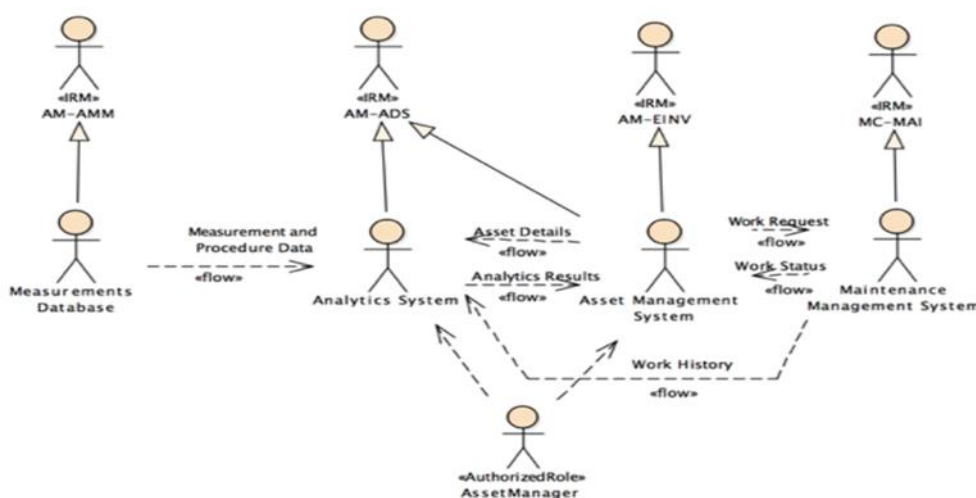 «IRM»
AM-AMM
«IRM»
AM-ADS
«IRM»
AM-EINV
«IRM»
MC-MAI
Measurement and
Procedure Data
«flow»
Asset Details
«flow»
Analytics Results
«flow»
Work Request
«flow»
Work Status
«flow»
Measurements
Database
Analytics System
Asset Management
System
Maintenance
Management System
Work History
«flow»
«AuthorizedRole»
AssetManager